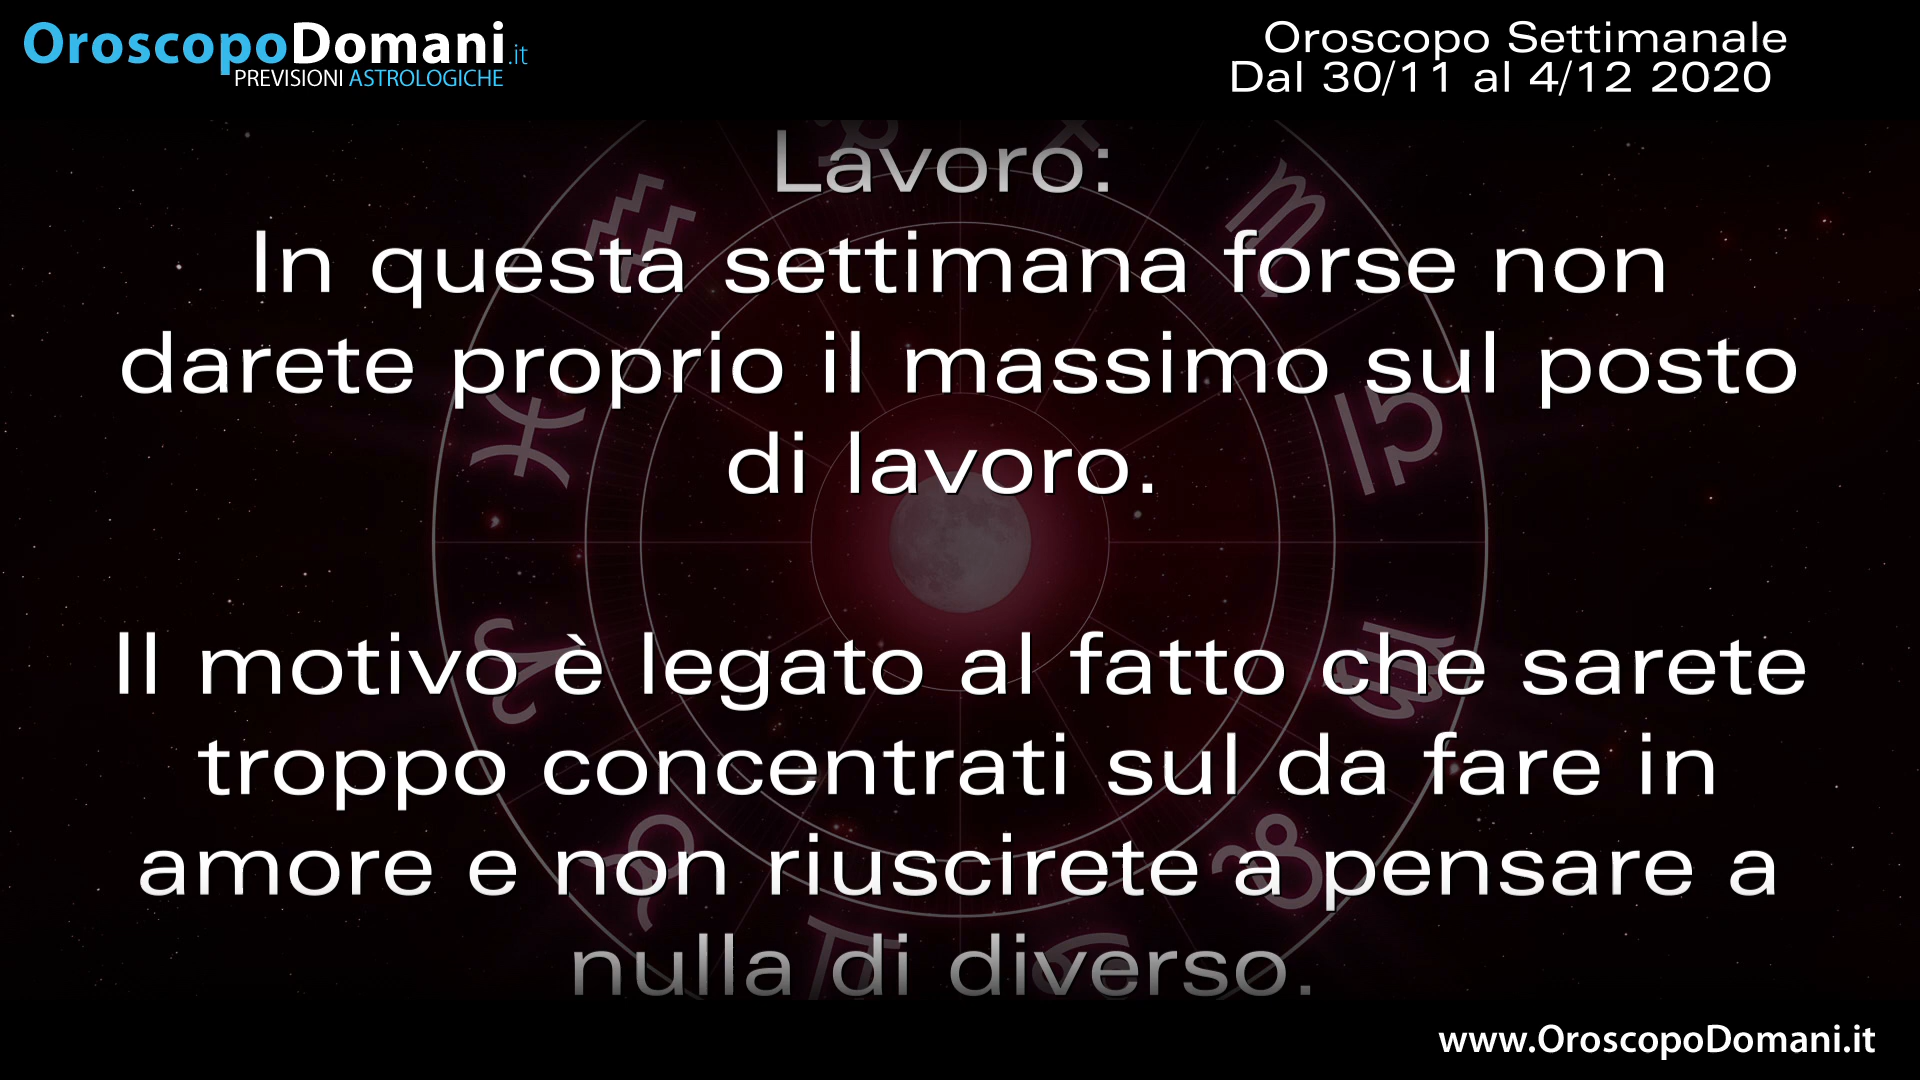 OroscopoDomani.it
PREVISIONI ASTROLOGICHE
Oroscopo Settimanale
Dal 30/11 al 4/12 2020
Lavoro:
In questa settimana forse non
darete proprio il massimo sul posto
di lavoro.
Il motivo è legato al fatto che sarete
troppo concentrati sul da fare in
amore e non riuscirete a pensare a
nulla di diverso.
www.OroscopoDomani.it